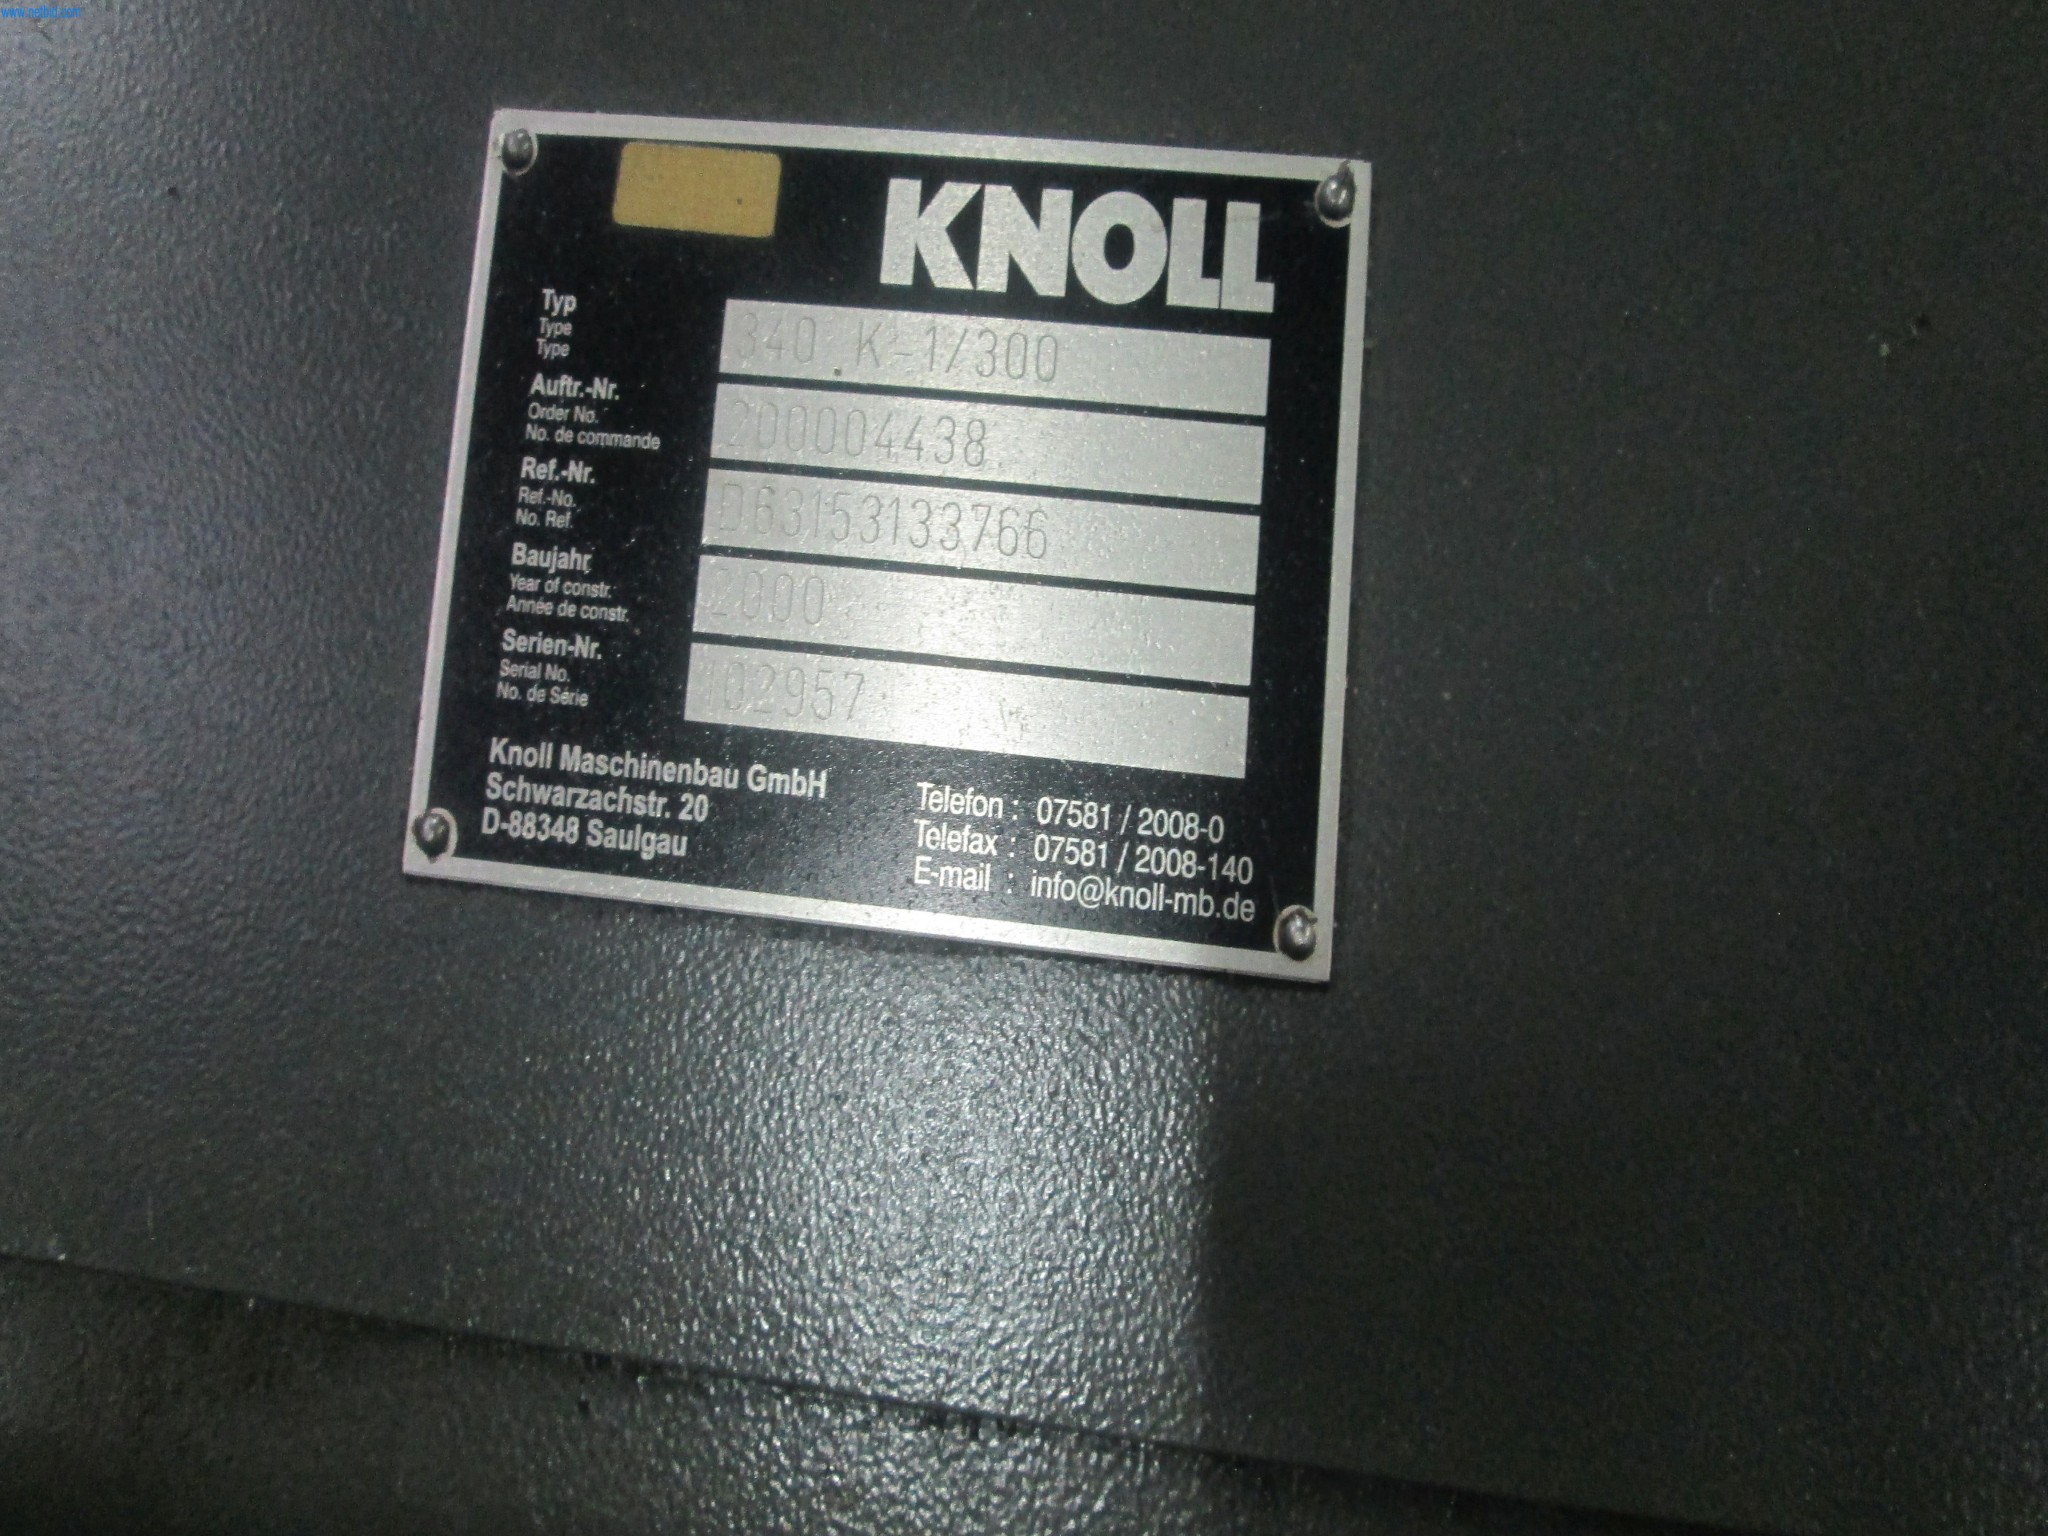 www.netbid.com
KNOLL
Typ
Type
Type
340 K-1/300
Auftr.-Nr.
Order No.
No. de commande
200004438
Ref.-Nr.
Ref.-No.
No. Ref.
D63153133766
Baujahr
Year of constr.
Année de constr.
2000
Serien-Nr.
Serial No.
No. de Série
102957
Knoll Maschinenbau GmbH
Schwarzachstr. 20
D-88348 Saulgau
Telefon : 07581 / 2008-0
Telefax : 07581 / 2008-140
E-mail : info@knoll-mb.de